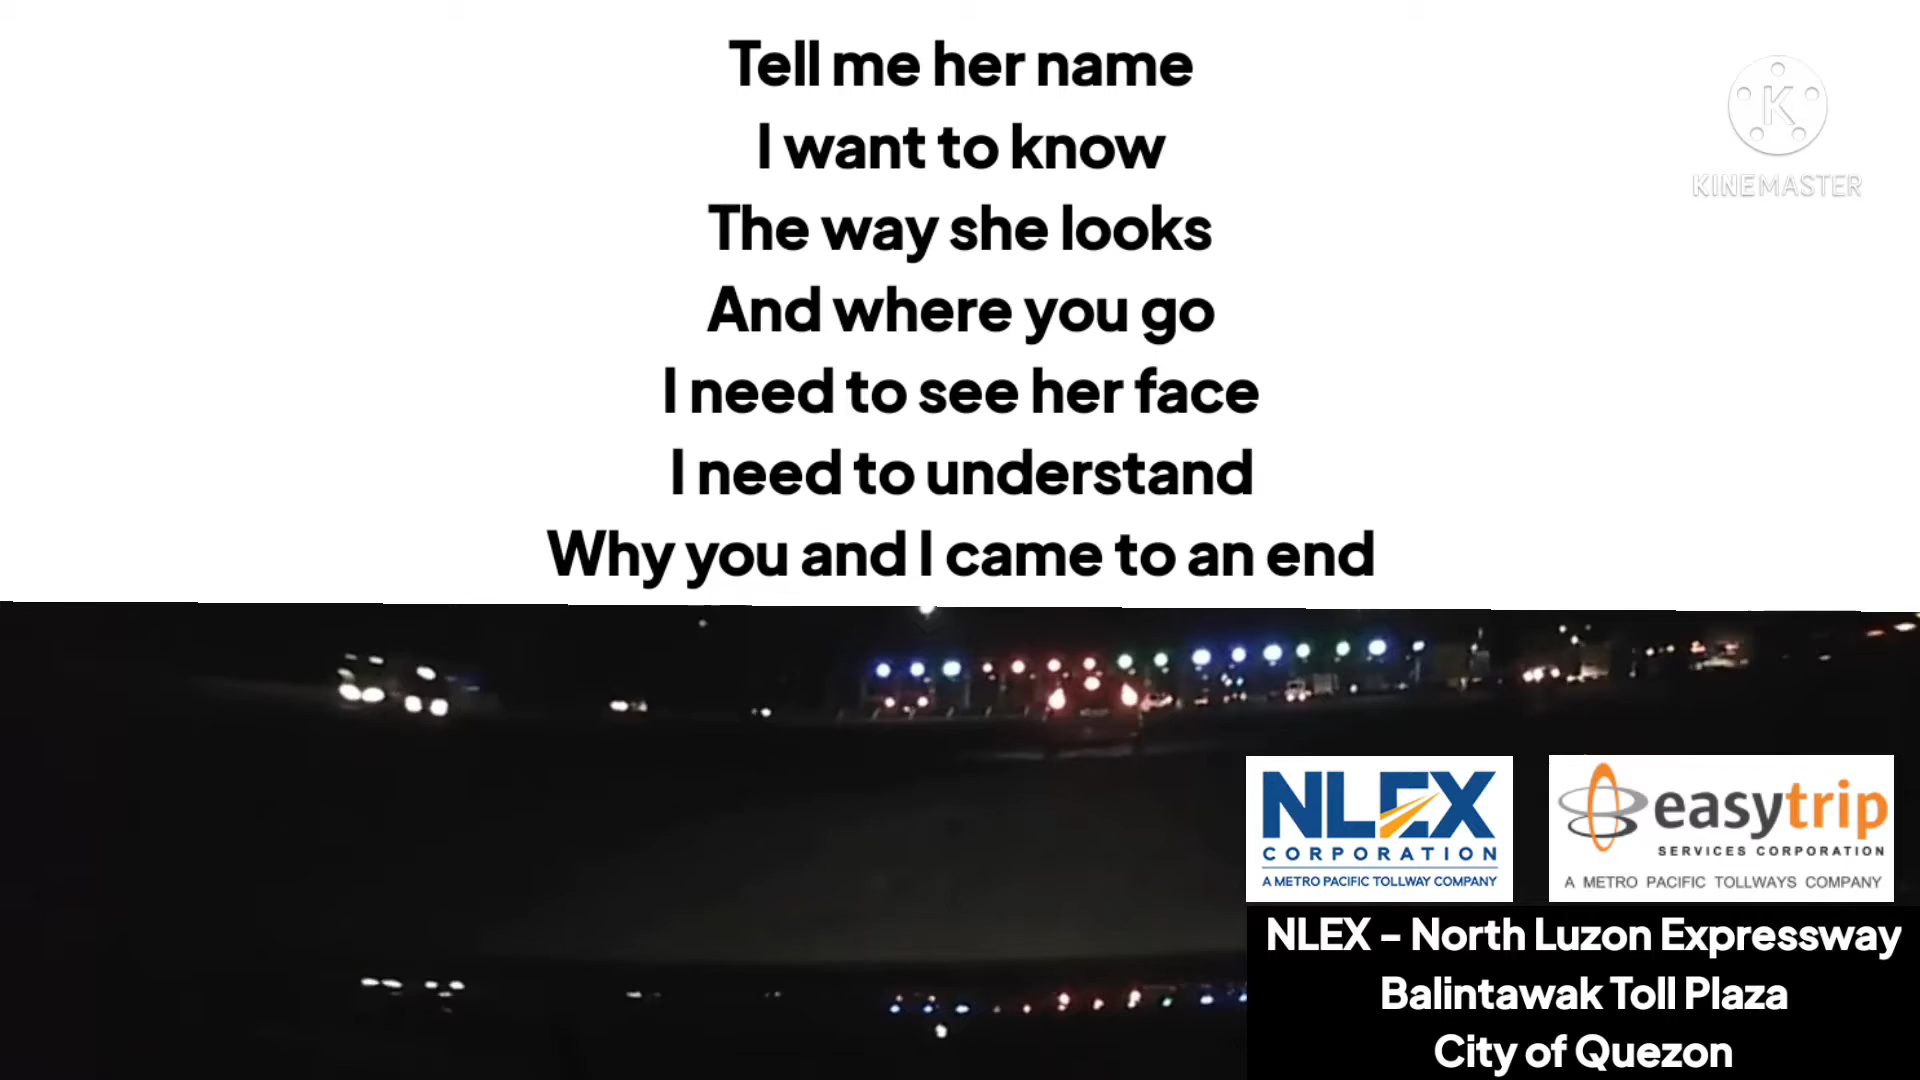 Tell me her name
I want to know
The way she looks
And where you go
I need to see her face
I need to understand
Why you and I came to an end
K
KINEMASTER
NLEX
CORPORATION
A METRO PACIFIC TOLLWAY COMPANY
easytrip
SERVICES CORPORATION
A METRO PACIFIC TOLLWAYS COMPANY
NLEX - North Luzon Expressway
Balintawak Toll Plaza
City of Quezon